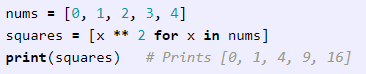 nums = [0, 1, 2, 3, 4]
squares = [x ** 2 for x in nums]
print(squares)   # Prints [0, 1, 4, 9, 16]